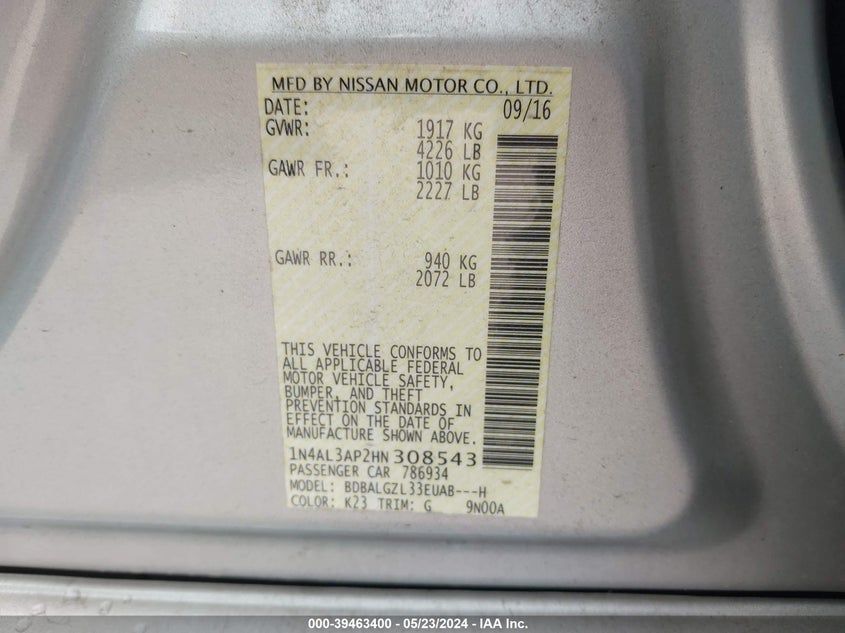 MFD BY NISSAN MOTOR CO., LTD.
DATE: 09/16
GVWR: 1917 KG
4226 LB
GAWR FR.: 1010 KG
2227 LB
GAWR RR.: 940 KG
2072 LB
THIS VEHICLE CONFORMS TO
ALL APPLICABLE FEDERAL
MOTOR VEHICLE SAFETY,
BUMPER, AND THEFT
PREVENTION STANDARDS IN
EFFECT ON THE DATE OF
MANUFACTURE SHOWN ABOVE.
1N4AL3AP2HN308543
PASSENGER CAR 786934
MODEL: BDBALGZL33EUAB---H
COLOR: K23 TRIM: G 9N00A
000-39463400 - 05/23/2024 - IAA Inc.